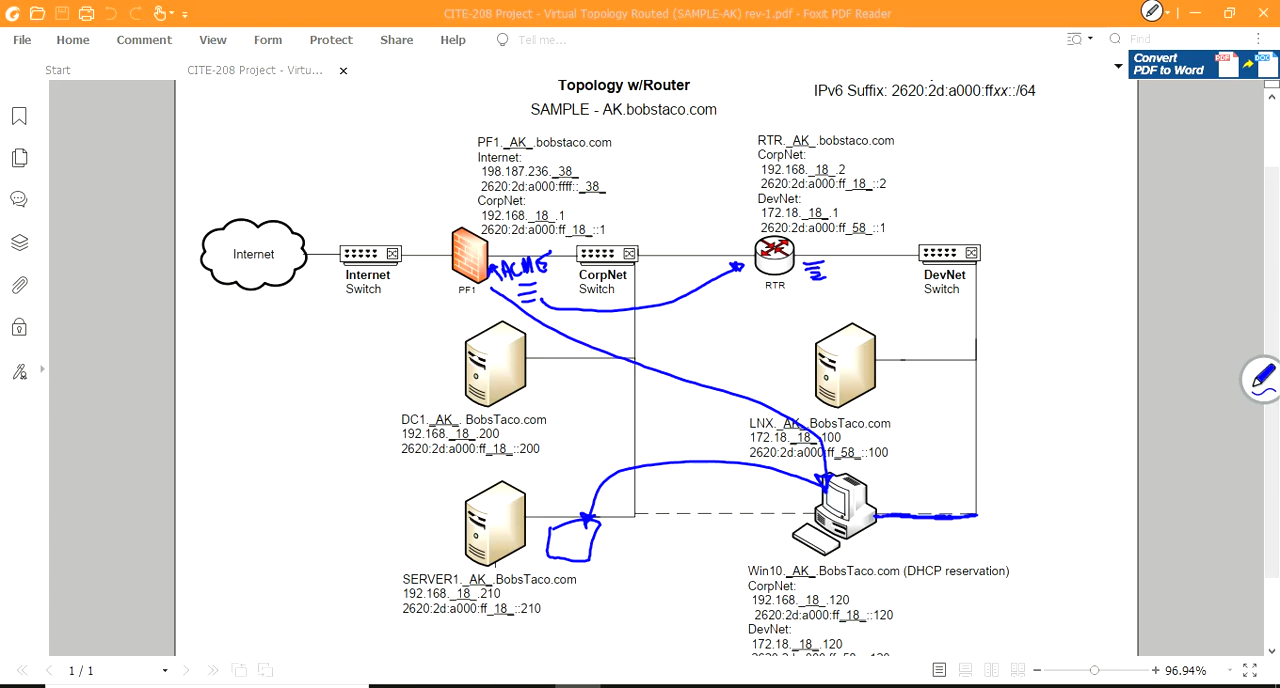 CITE-208 Project - Virtual Topology Routed (SAMPLE-AK) rev-1.pdf - Foxit PDF Reader
File Home Comment View Form Protect Share Help Tell me... Find
Start CITE-208 Project - Virtu...
Convert
PDF to Word
Topology w/Router
SAMPLE - AK.bobstaco.com
IPv6 Suffix: 2620:2d:a000:ffxx::/64
PF1._AK_.bobstaco.com
Internet:
198.187.236._38_
2620:2d:a000:ffff::_38_
CorpNet:
192.168._18_.1
2620:2d:a000:ff_18_::1
RTR._AK_.bobstaco.com
CorpNet:
192.168._18_.2
2620:2d:a000:ff_18_::2
DevNet:
172.18._18_.1
2620:2d:a000:ff_58_::1
Internet
Internet
Switch
PF1
ACME
CorpNet
Switch
RTR
DevNet
Switch
DC1._AK_. BobsTaco.com
192.168._18_.200
2620:2d:a000:ff_18_::200
LNX._AK_.BobsTaco.com
172.18._18_.100
2620:2d:a000:ff_58_::100
SERVER1._AK_.BobsTaco.com
192.168._18_.210
2620:2d:a000:ff_18_::210
Win10._AK_.BobsTaco.com (DHCP reservation)
CorpNet:
192.168._18_.120
2620:2d:a000:ff_18_::120
DevNet:
172.18._18_.120
1 / 1
96.94%